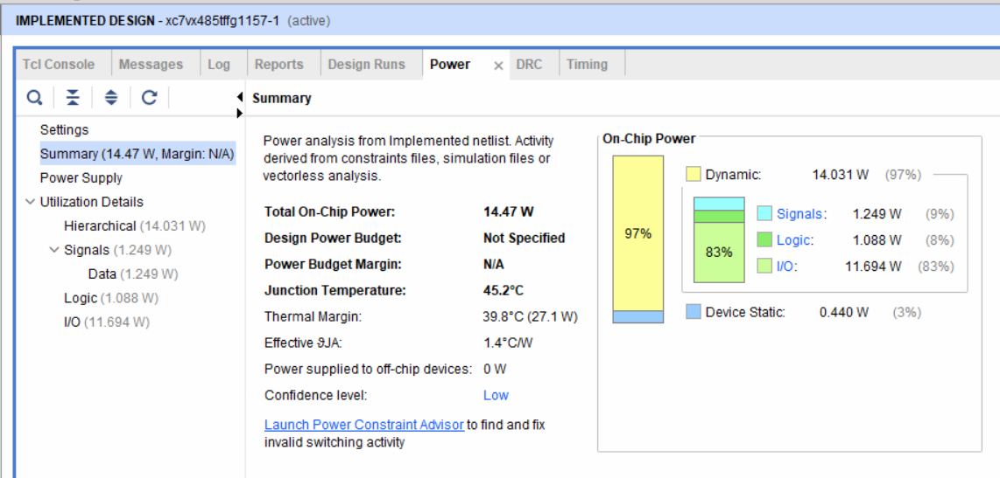 IMPLEMENTED DESIGN - xc7vx485tffg1157-1 (active)
Tcl Console Messages Log Reports Design Runs Power × DRC Timing
Summary
Settings
Summary (14.47 W, Margin: N/A)
Power Supply
Utilization Details
Hierarchical (14.031 W)
Signals (1.249 W)
Data (1.249 W)
Logic (1.088 W)
I/O (11.694 W)
Power analysis from Implemented netlist. Activity
derived from constraints files, simulation files or
vectorless analysis.
Total On-Chip Power: 14.47 W
Design Power Budget: Not Specified
Power Budget Margin: N/A
Junction Temperature: 45.2°C
Thermal Margin: 39.8°C (27.1 W)
Effective ϑJA: 1.4°C/W
Power supplied to off-chip devices: 0 W
Confidence level: Low
Launch Power Constraint Advisor to find and fix
invalid switching activity
On-Chip Power
97%
Dynamic: 14.031 W (97%)
83%
Signals: 1.249 W (9%)
Logic: 1.088 W (8%)
I/O: 11.694 W (83%)
Device Static: 0.440 W (3%)